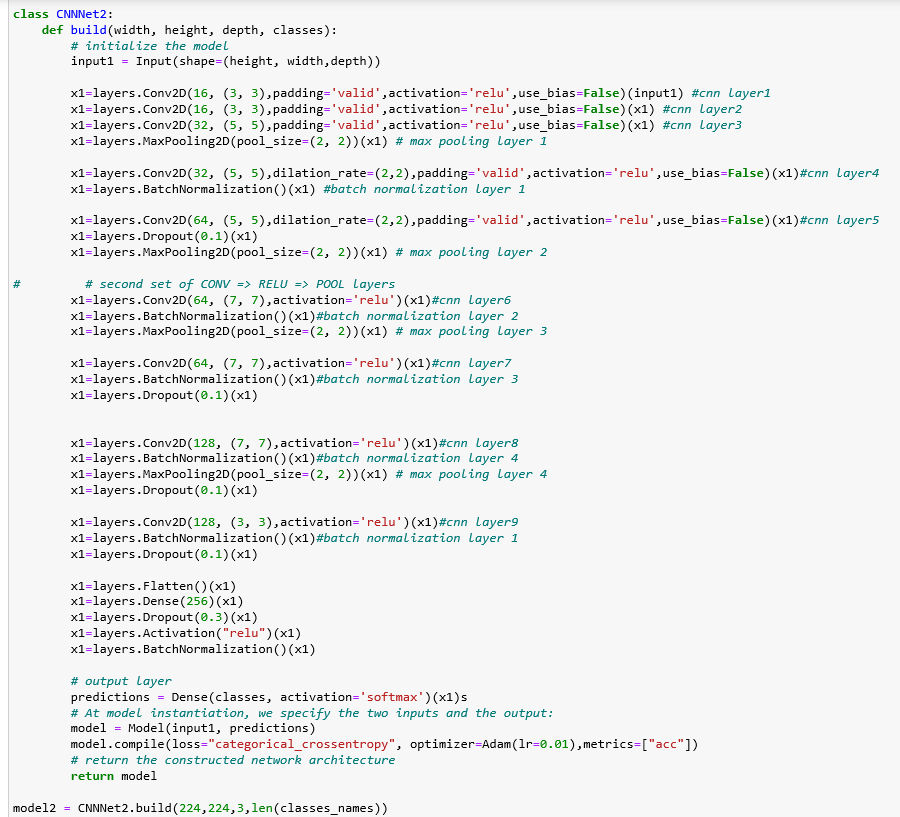 class CNNNet2:
    def build(width, height, depth, classes):
        # initialize the model
        input1 = Input(shape=(height, width,depth))

        x1=layers.Conv2D(16, (3, 3),padding='valid',activation='relu',use_bias=False)(input1) #cnn layer1
        x1=layers.Conv2D(16, (3, 3),padding='valid',activation='relu',use_bias=False)(x1) #cnn layer2
        x1=layers.Conv2D(32, (5, 5),padding='valid',activation='relu',use_bias=False)(x1) #cnn layer3
        x1=layers.MaxPooling2D(pool_size=(2, 2))(x1) # max pooling layer 1

        x1=layers.Conv2D(32, (5, 5),dilation_rate=(2,2),padding='valid',activation='relu',use_bias=False)(x1)#cnn layer4
        x1=layers.BatchNormalization()(x1) #batch normalization layer 1

        x1=layers.Conv2D(64, (5, 5),dilation_rate=(2,2),padding='valid',activation='relu',use_bias=False)(x1)#cnn layer5
        x1=layers.Dropout(0.1)(x1)
        x1=layers.MaxPooling2D(pool_size=(2, 2))(x1) # max pooling layer 2

#         # second set of CONV => RELU => POOL layers
        x1=layers.Conv2D(64, (7, 7),activation='relu')(x1)#cnn layer6
        x1=layers.BatchNormalization()(x1)#batch normalization layer 2
        x1=layers.MaxPooling2D(pool_size=(2, 2))(x1) # max pooling layer 3

        x1=layers.Conv2D(64, (7, 7),activation='relu')(x1)#cnn layer7
        x1=layers.BatchNormalization()(x1)#batch normalization layer 3
        x1=layers.Dropout(0.1)(x1)


        x1=layers.Conv2D(128, (7, 7),activation='relu')(x1)#cnn layer8
        x1=layers.BatchNormalization()(x1)#batch normalization layer 4
        x1=layers.MaxPooling2D(pool_size=(2, 2))(x1) # max pooling layer 4
        x1=layers.Dropout(0.1)(x1)

        x1=layers.Conv2D(128, (3, 3),activation='relu')(x1)#cnn layer9
        x1=layers.BatchNormalization()(x1)#batch normalization layer 1
        x1=layers.Dropout(0.1)(x1)

        x1=layers.Flatten()(x1)
        x1=layers.Dense(256)(x1)
        x1=layers.Dropout(0.3)(x1)
        x1=layers.Activation("relu")(x1)
        x1=layers.BatchNormalization()(x1)

        # output layer
        predictions = Dense(classes, activation='softmax')(x1)s
        # At model instantiation, we specify the two inputs and the output:
        model = Model(input1, predictions)
        model.compile(loss="categorical_crossentropy", optimizer=Adam(lr=0.01),metrics=["acc"])
        # return the constructed network architecture
        return model

model2 = CNNNet2.build(224,224,3,len(classes_names))